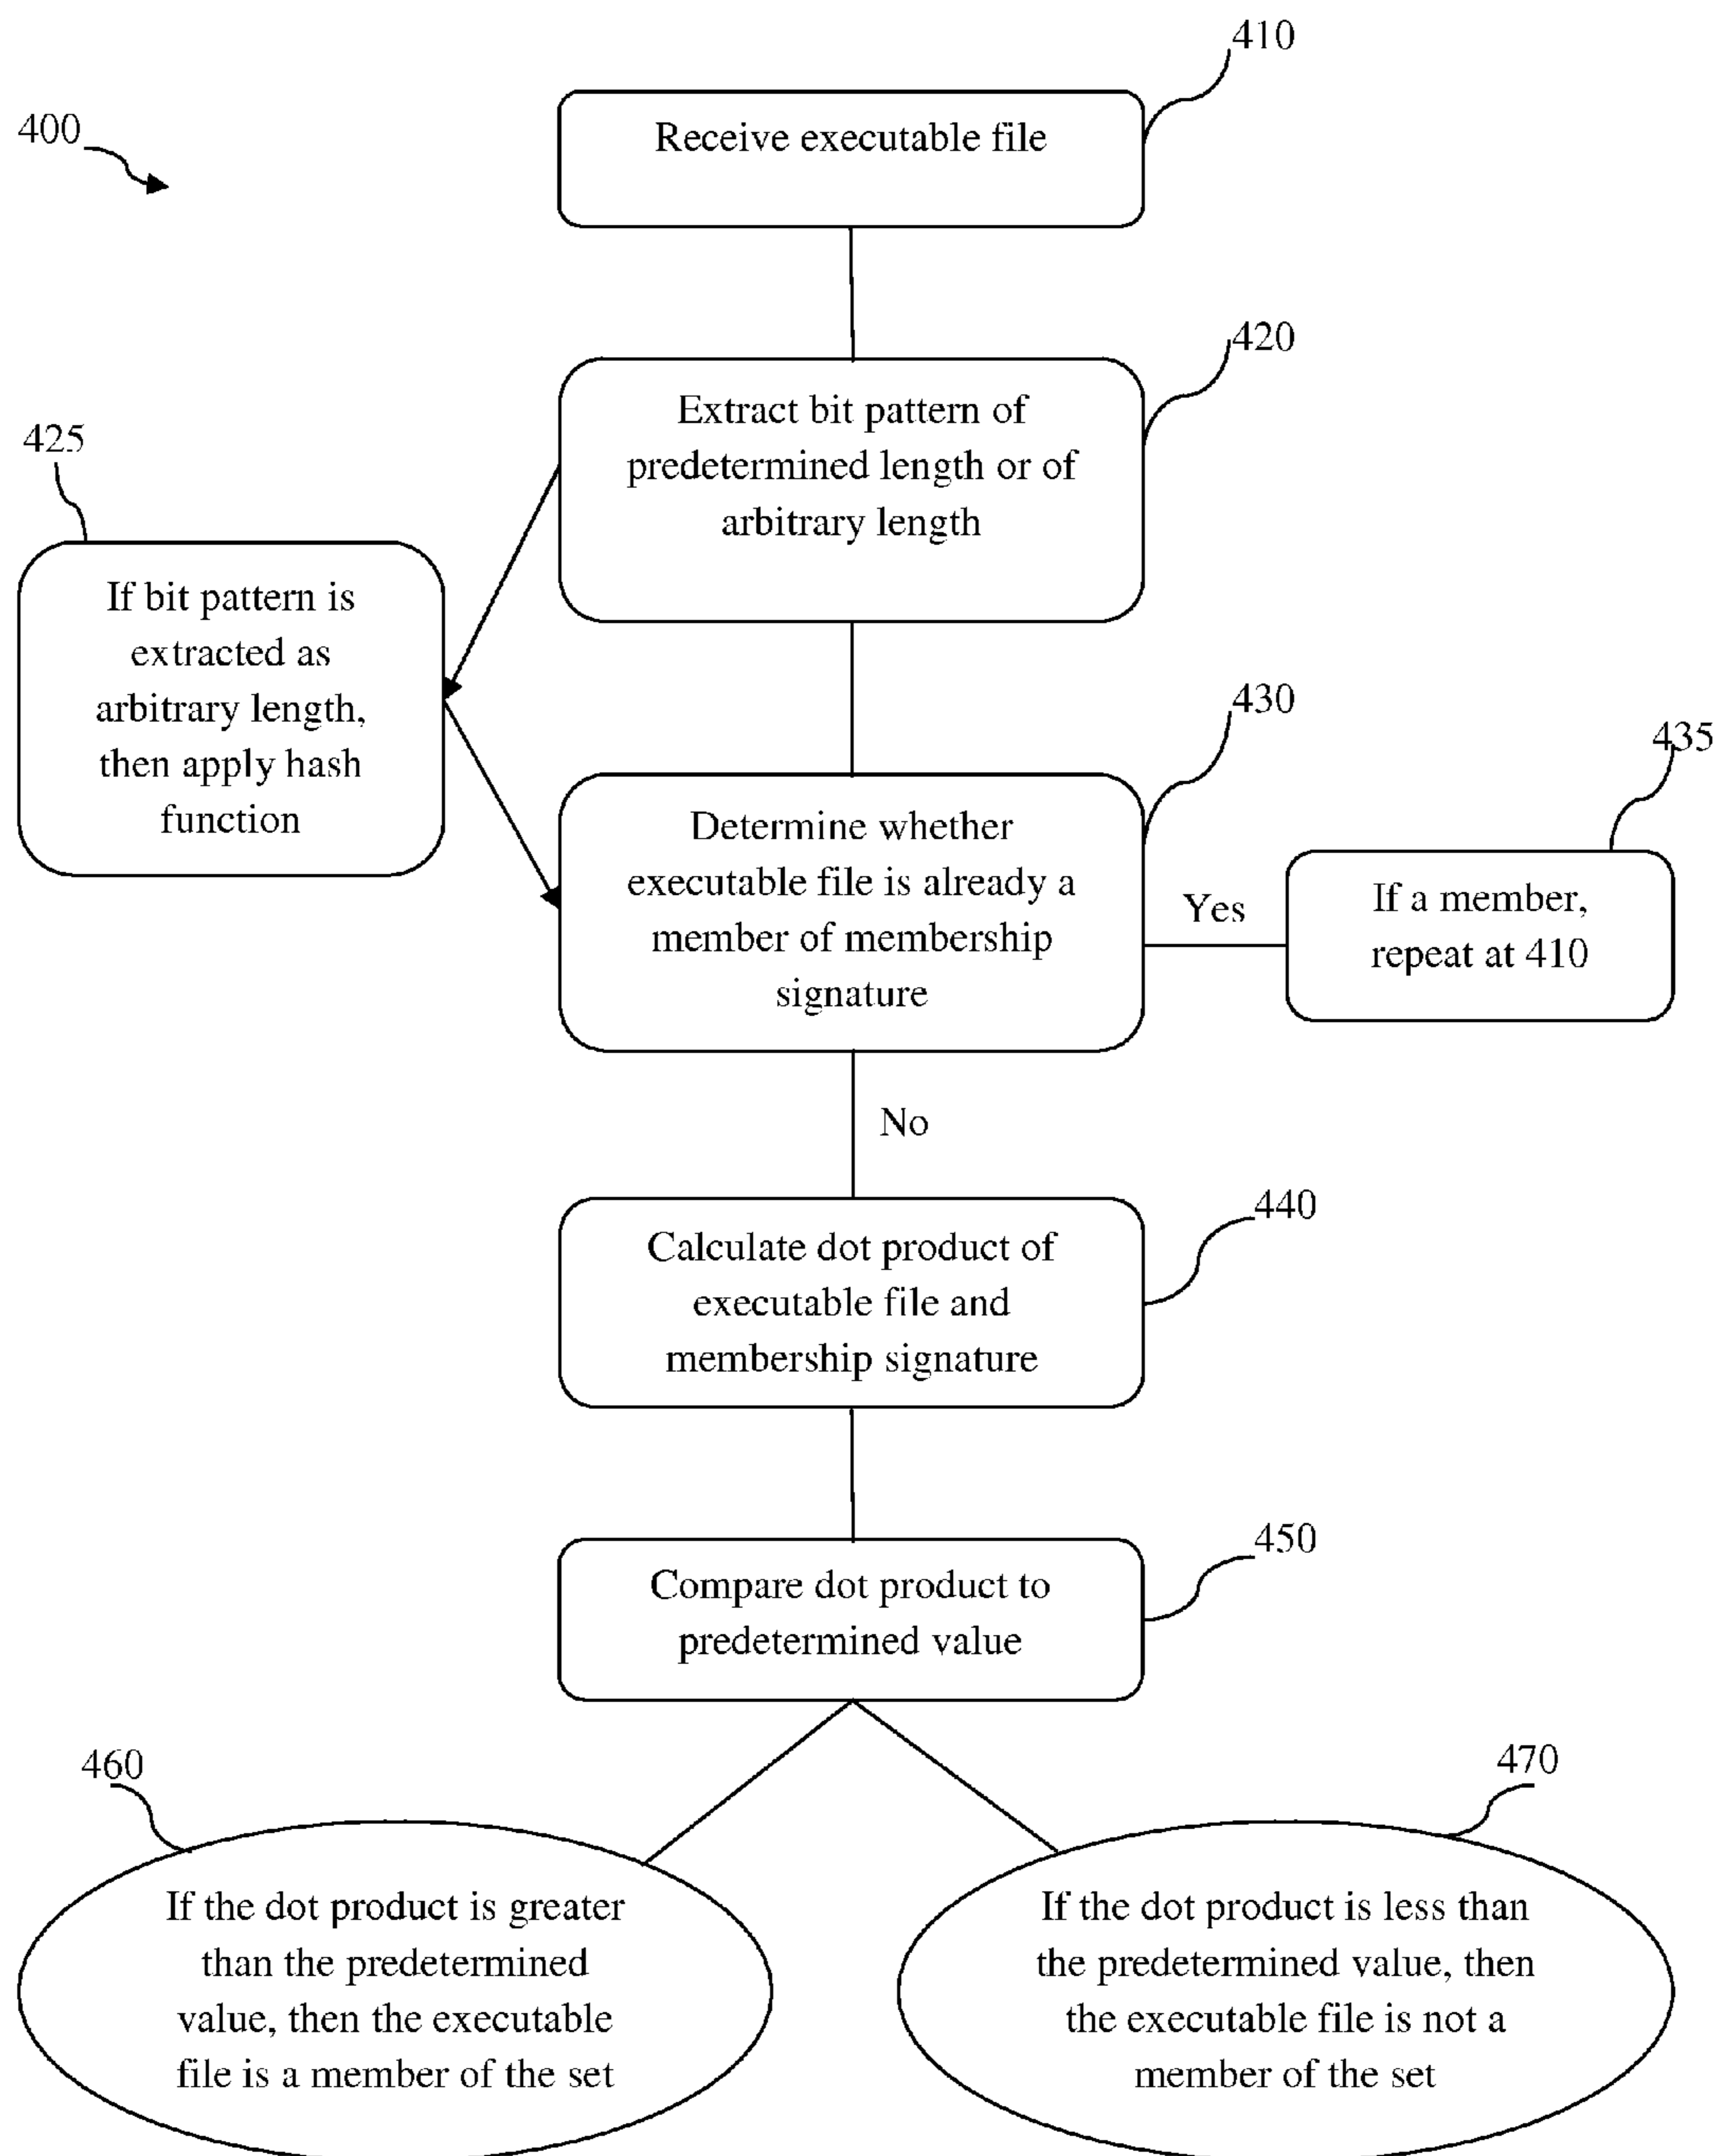 410
400
Receive executable file
420
Extract bit pattern of
predetermined length or of
arbitrary length
425
If bit pattern is
extracted as
arbitrary length,
then apply hash
function
430
435
Determine whether
executable file is already a
member of membership
signature
Yes
If a member,
repeat at 410
No
440
Calculate dot product of
executable file and
membership signature
450
Compare dot product to
predetermined value
460
470
If the dot product is greater
than the predetermined
value, then the executable
file is a member of the set
If the dot product is less than
the predetermined value, then
the executable file is not a
member of the set